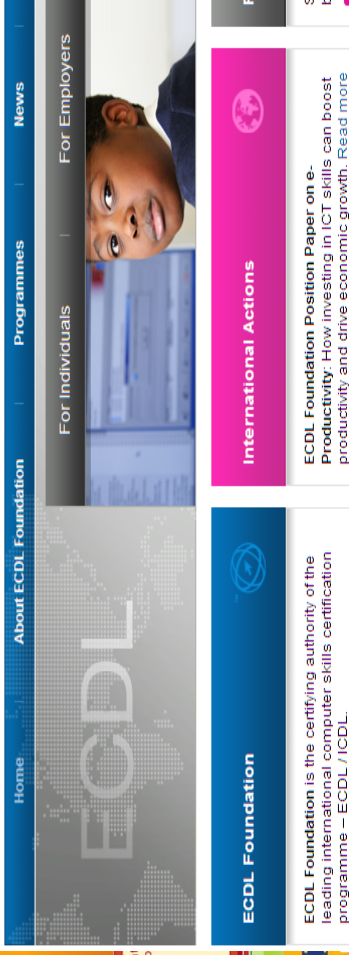 Home
About ECDL Foundation
Programmes
News
For Individuals
For Employers
ECDL
ECDL Foundation
ECDL Foundation is the certifying authority of the
leading international computer skills certification
programme – ECDL / ICDL.
International Actions
ECDL Foundation Position Paper on e-
Productivity: How investing in ICT skills can boost
productivity and drive economic growth. Read more